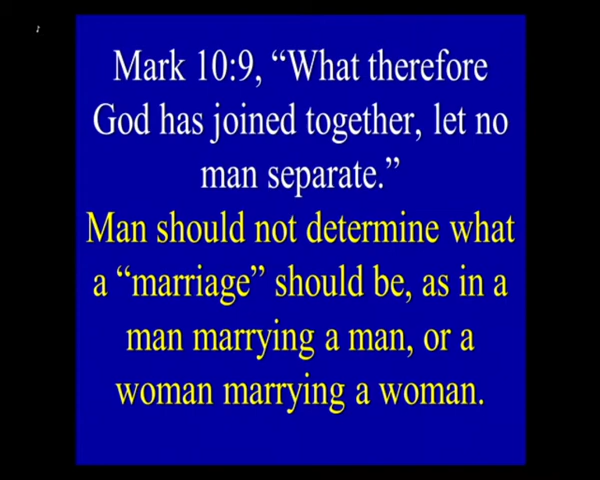 Mark 10:9, “What therefore
God has joined together, let no
man separate.”
Man should not determine what
a “marriage” should be, as in a
man marrying a man, or a
woman marrying a woman.